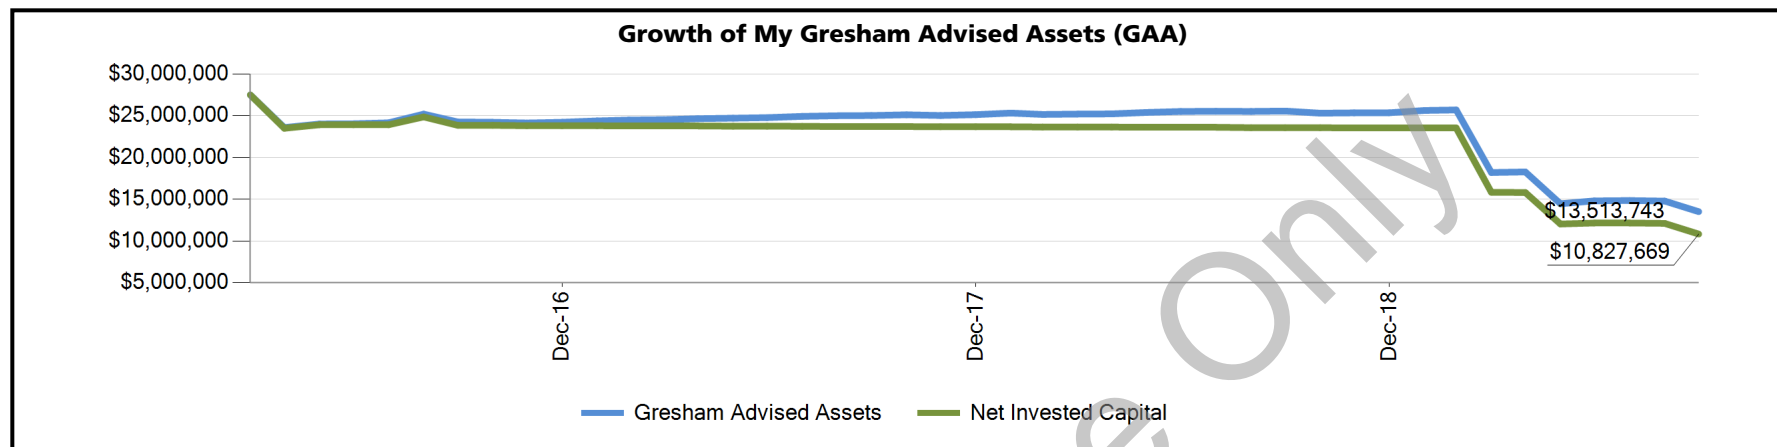 Growth of My Gresham Advised Assets (GAA)
$30,000,000
$25,000,000
$20,000,000
$15,000,000
$10,000,000
$5,000,000
$13,513,743
$10,827,669
Dec-16
Dec-17
Dec-18
Gresham Advised Assets
Net Invested Capital
e Only